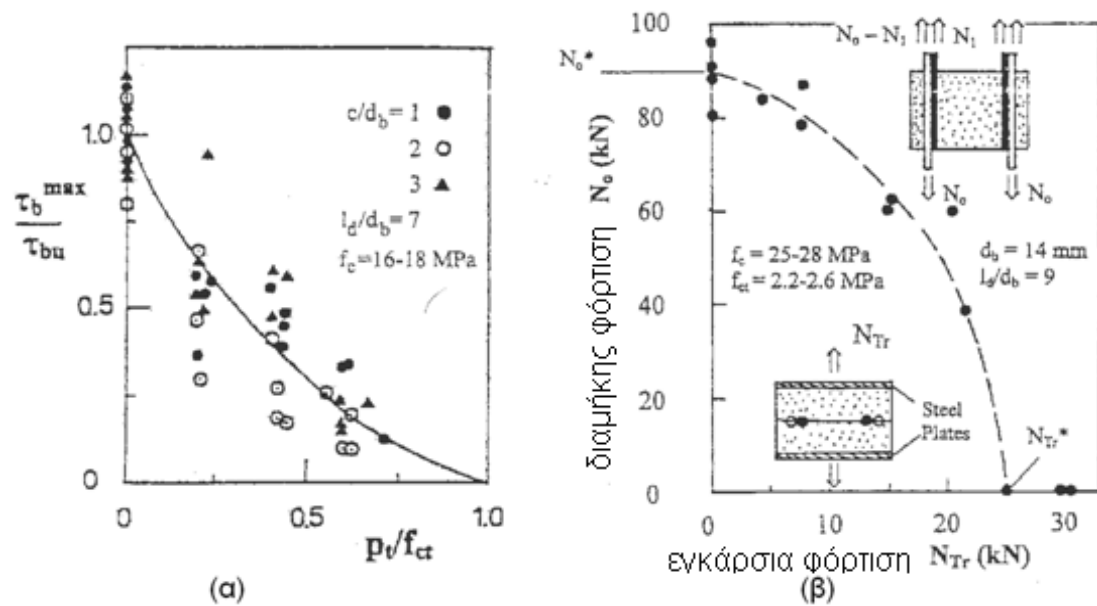 τ_b^max / τ_bu
1.0
0.5
0
c/d_b = 1
2
3
l_d/d_b = 7
f_c=16-18 MPa
0
0.5
1.0
p_t/f_ct
(α)
διαμήκης φόρτιση N_o (kN)
100
80
60
40
20
0
N_o*
N_o – N_1
N_1
N_o
N_o
f_c = 25-28 MPa
f_ct = 2.2-2.6 MPa
d_b = 14 mm
l_d/d_b = 9
N_Tr
Steel
Plates
N_Tr*
0
10
20
30
εγκάρσια φόρτιση N_Tr (kN)
(β)